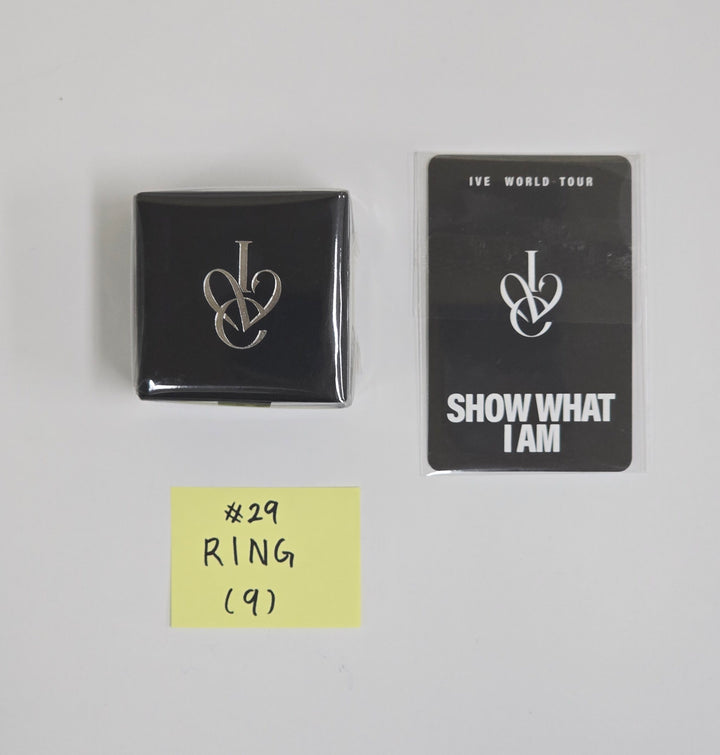 IVE WORLD TOUR
SHOW WHAT
I AM
#29
RING
(9)